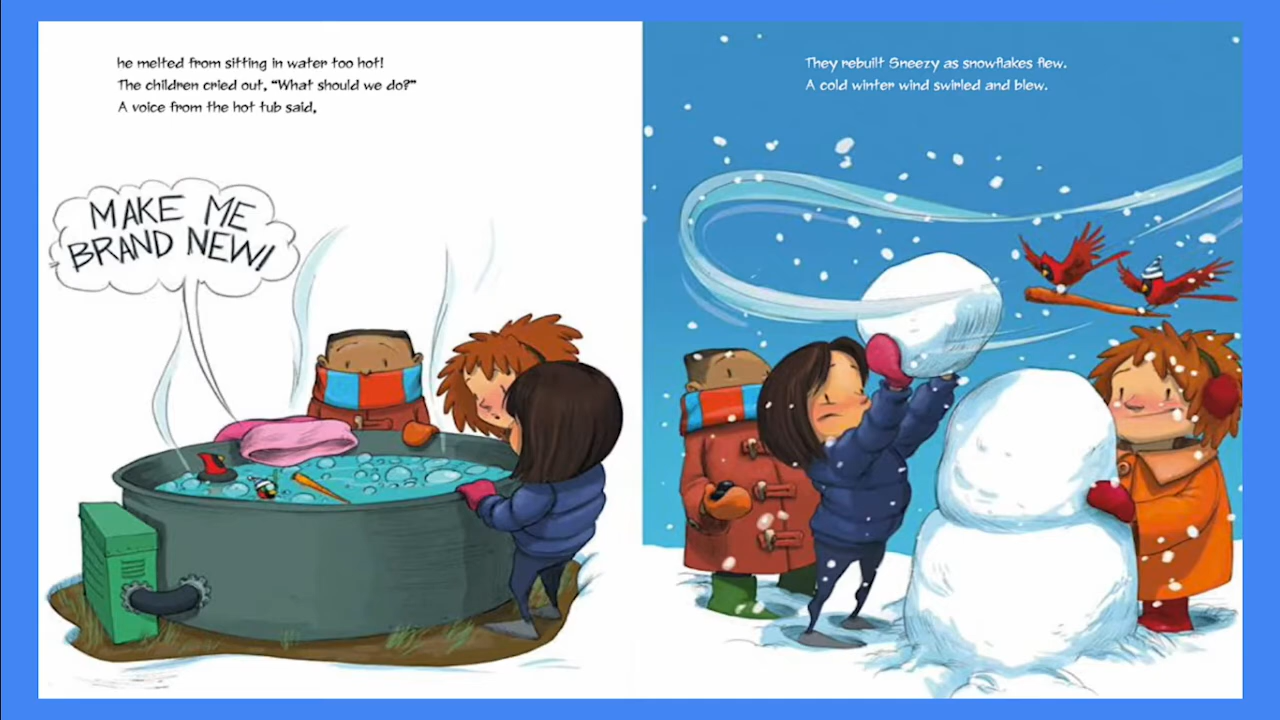 he melted from sitting in water too hot!
The children cried out, “What should we do?”
A voice from the hot tub said,
MAKE ME
BRAND NEW!
They rebuilt Sneezy as snowflakes flew.
A cold winter wind swirled and blew.